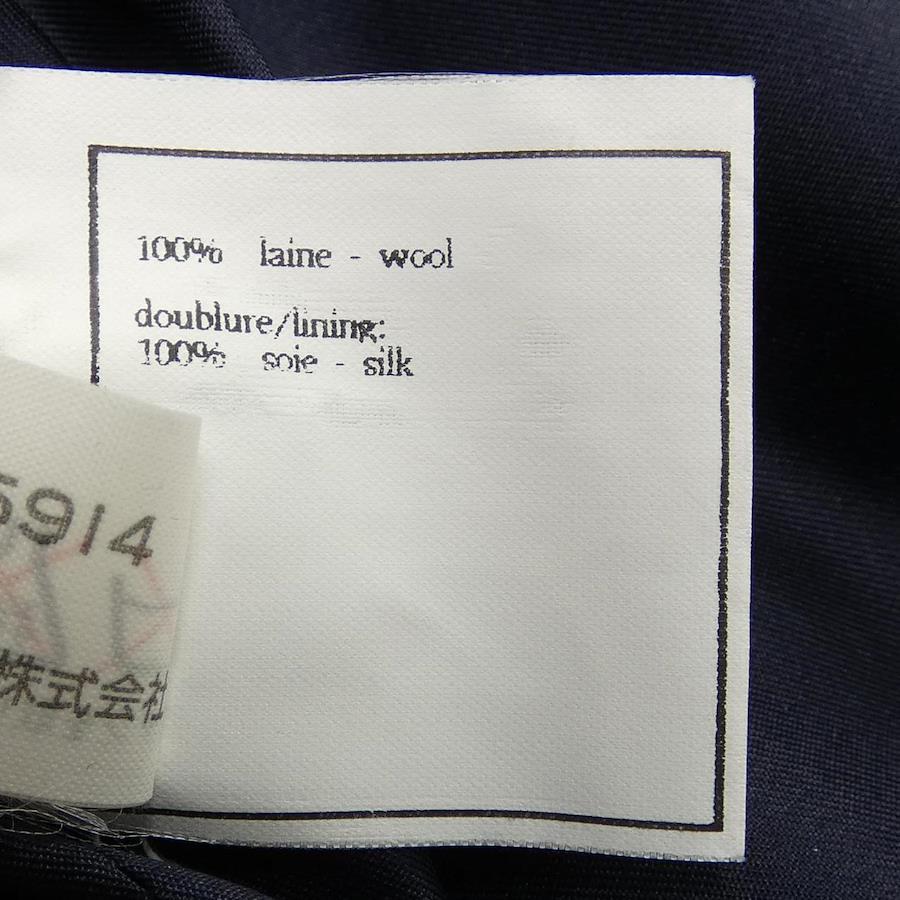 100% laine - wool
doublure/lining:
100% soie - silk
5914
株式会社